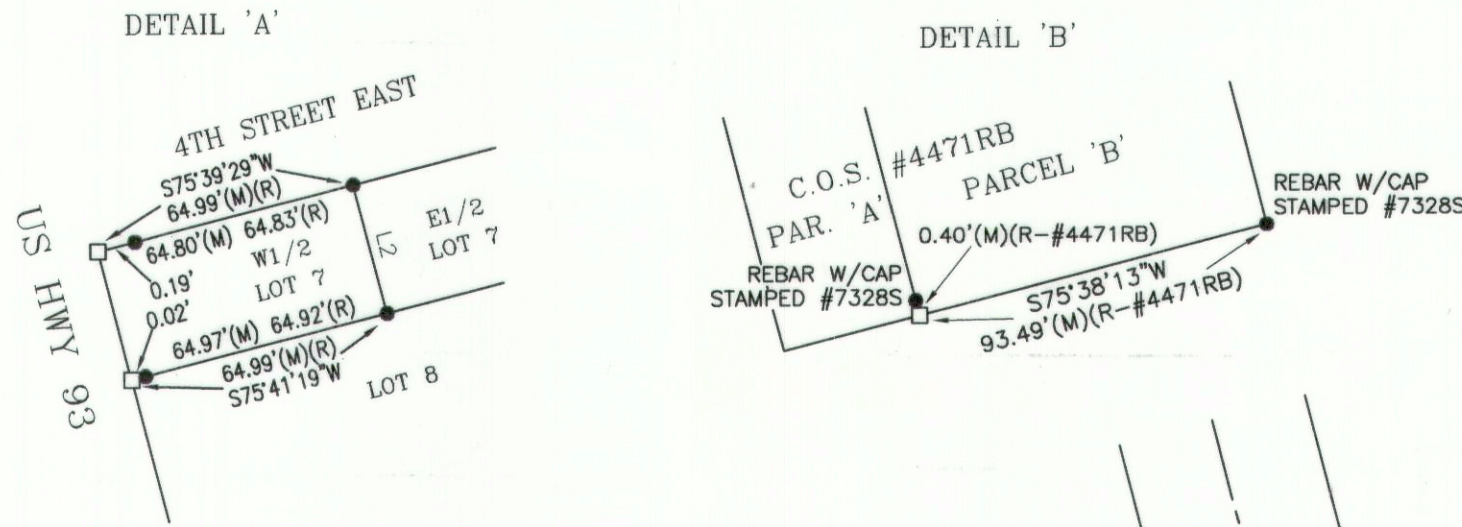 DETAIL 'A'
4TH STREET EAST
S75°39'29"W
64.99'(M)(R)
64.80'(M) 64.83'(R)
W1/2
LOT 7
L2
E1/2
LOT 7
0.19'
0.02'
US HWY 93
64.97'(M) 64.92'(R)
64.99'(M)(R)
S75°41'19"W
LOT 8
DETAIL 'B'
C.O.S. #4471RB
PAR. 'A'
PARCEL 'B'
REBAR W/CAP
STAMPED #7328S
0.40'(M)(R-#4471RB)
REBAR W/CAP
STAMPED #7328S
S75°38'13"W
93.49'(M)(R-#4471RB)